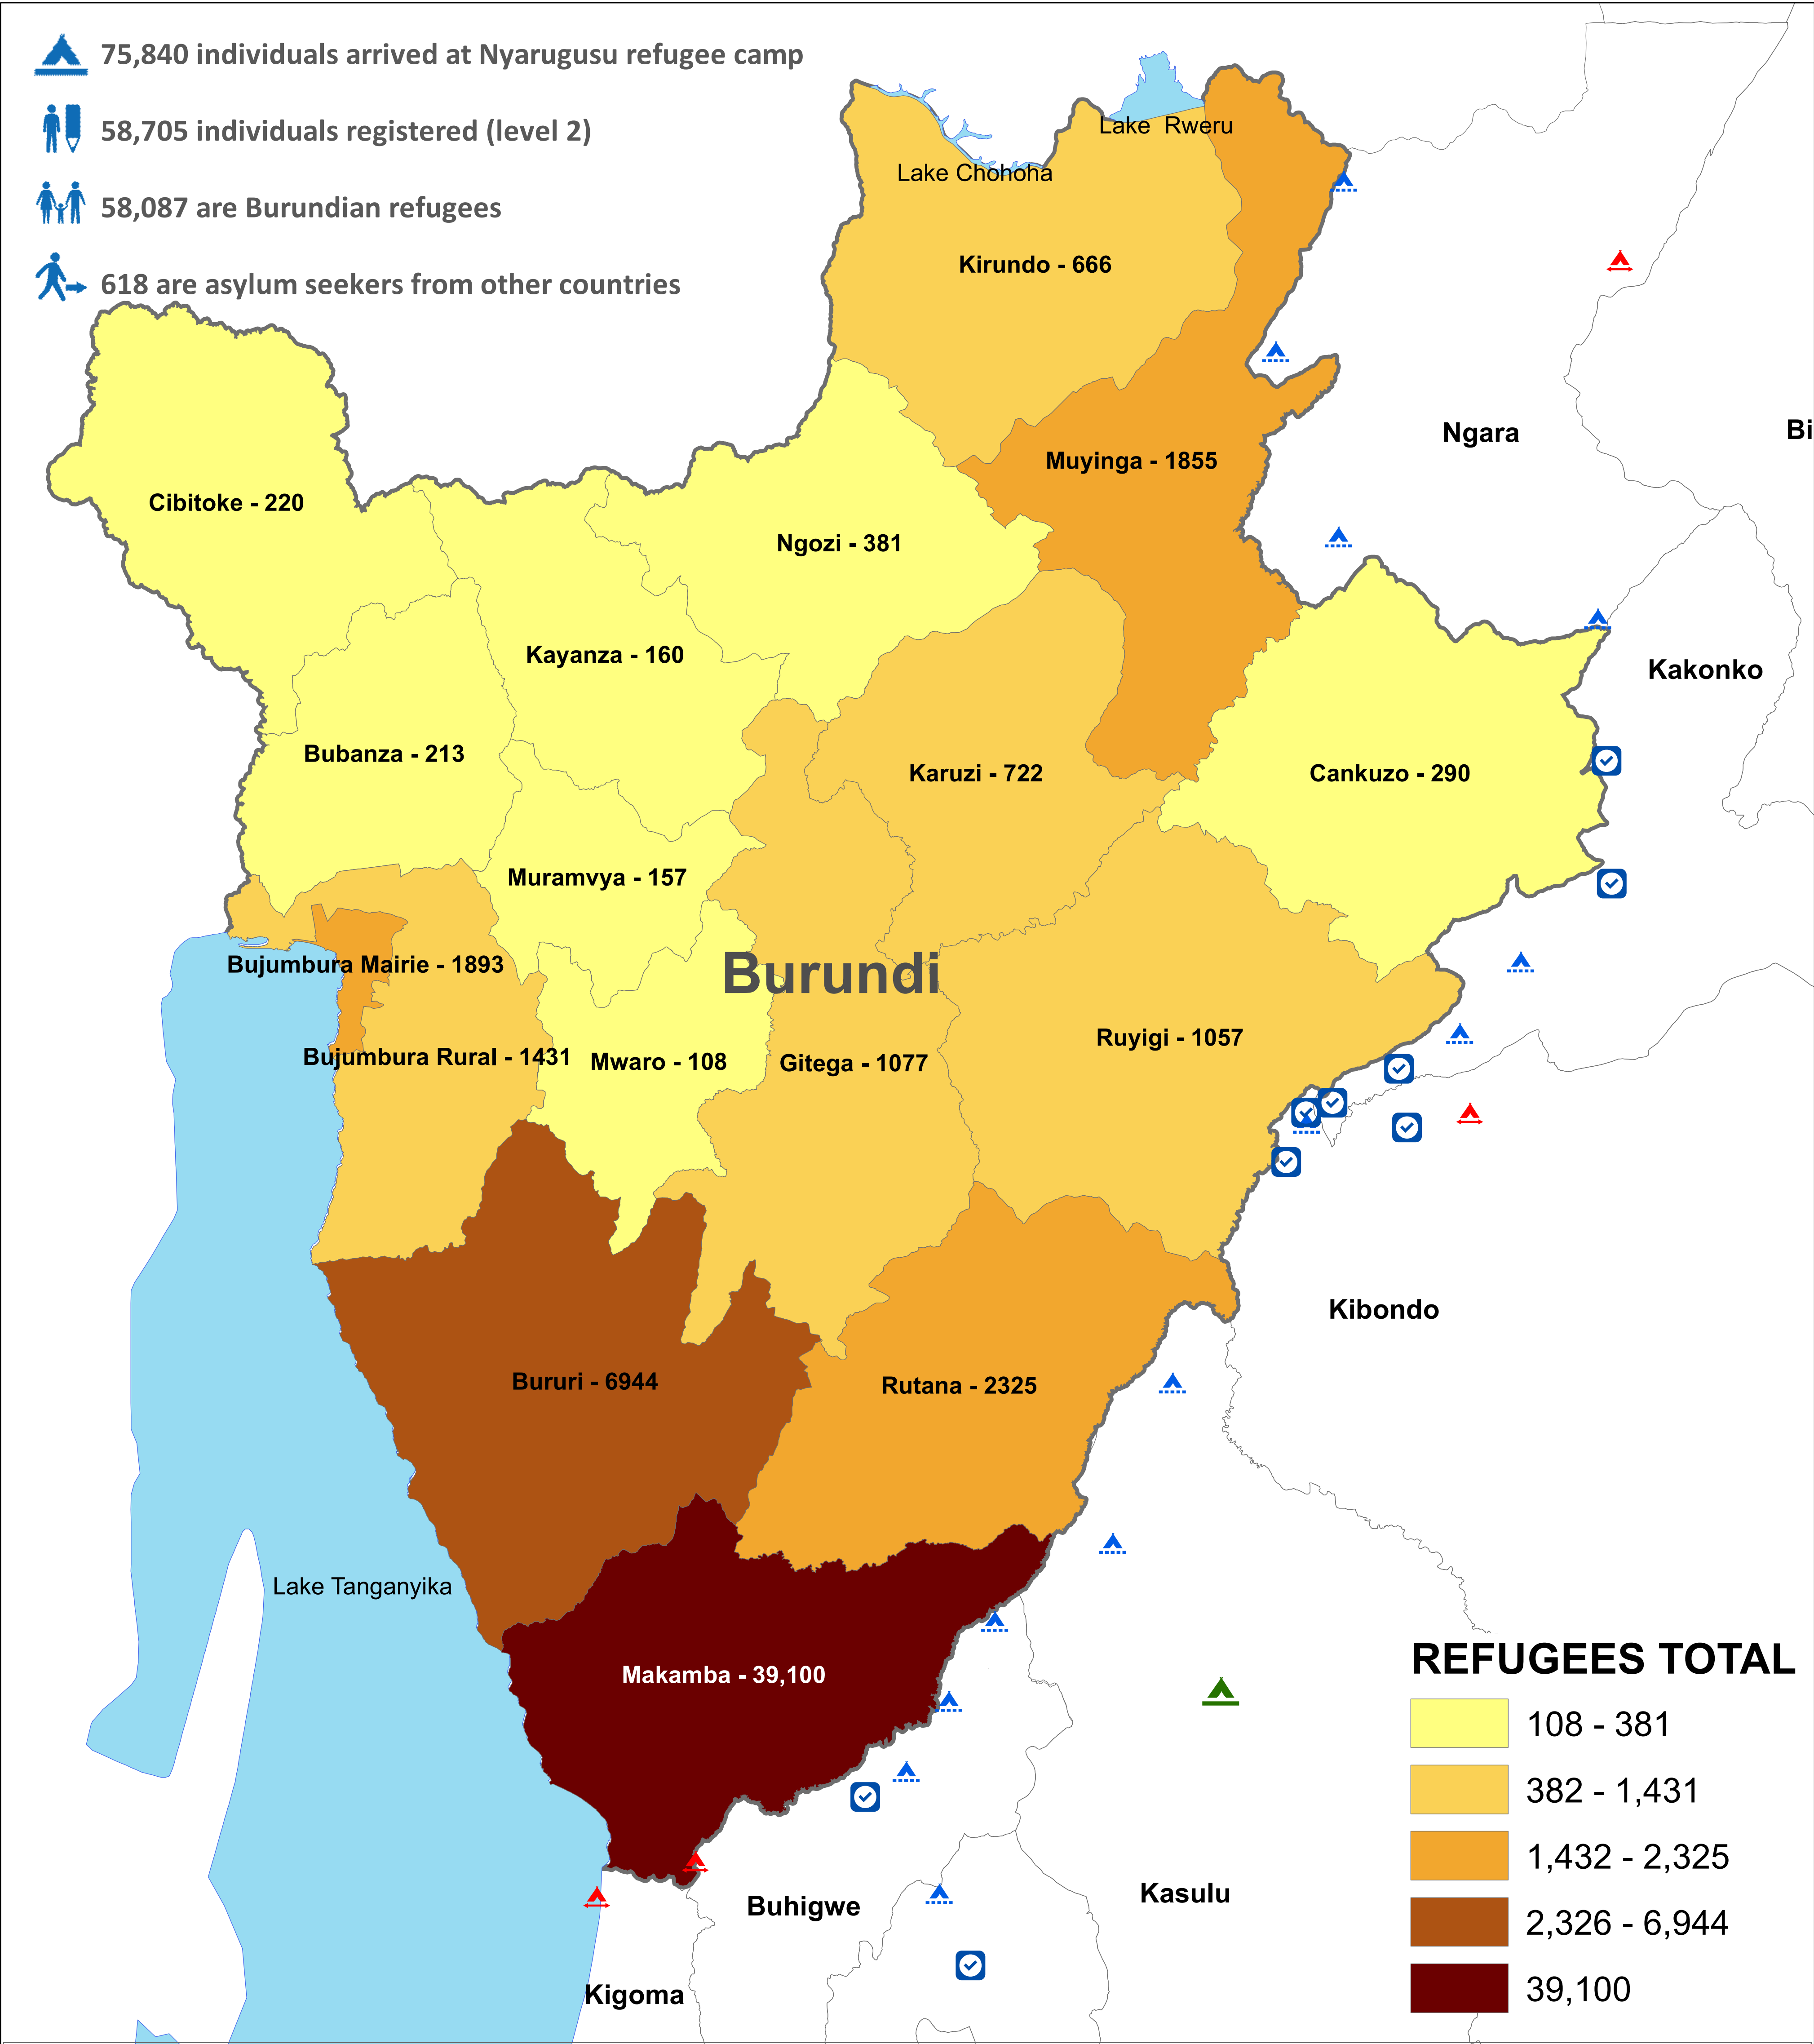 75,840 individuals arrived at Nyarugusu refugee camp
58,705 individuals registered (level 2)
58,087 are Burundian refugees
618 are asylum seekers from other countries
Lake Rweru
Lake Chohoha
Kirundo - 666
Ngara
Bi
Muyinga - 1855
Cibitoke - 220
Ngozi - 381
Kayanza - 160
Kakonko
Bubanza - 213
Karuzi - 722
Cankuzo - 290
Muramvya - 157
Bujumbura Mairie - 1893
Burundi
Ruyigi - 1057
Bujumbura Rural - 1431
Mwaro - 108
Gitega - 1077
Kibondo
Bururi - 6944
Rutana - 2325
Lake Tanganyika
Makamba - 39,100
REFUGEES TOTAL
108 - 381
382 - 1,431
1,432 - 2,325
2,326 - 6,944
39,100
Buhigwe
Kasulu
Kigoma